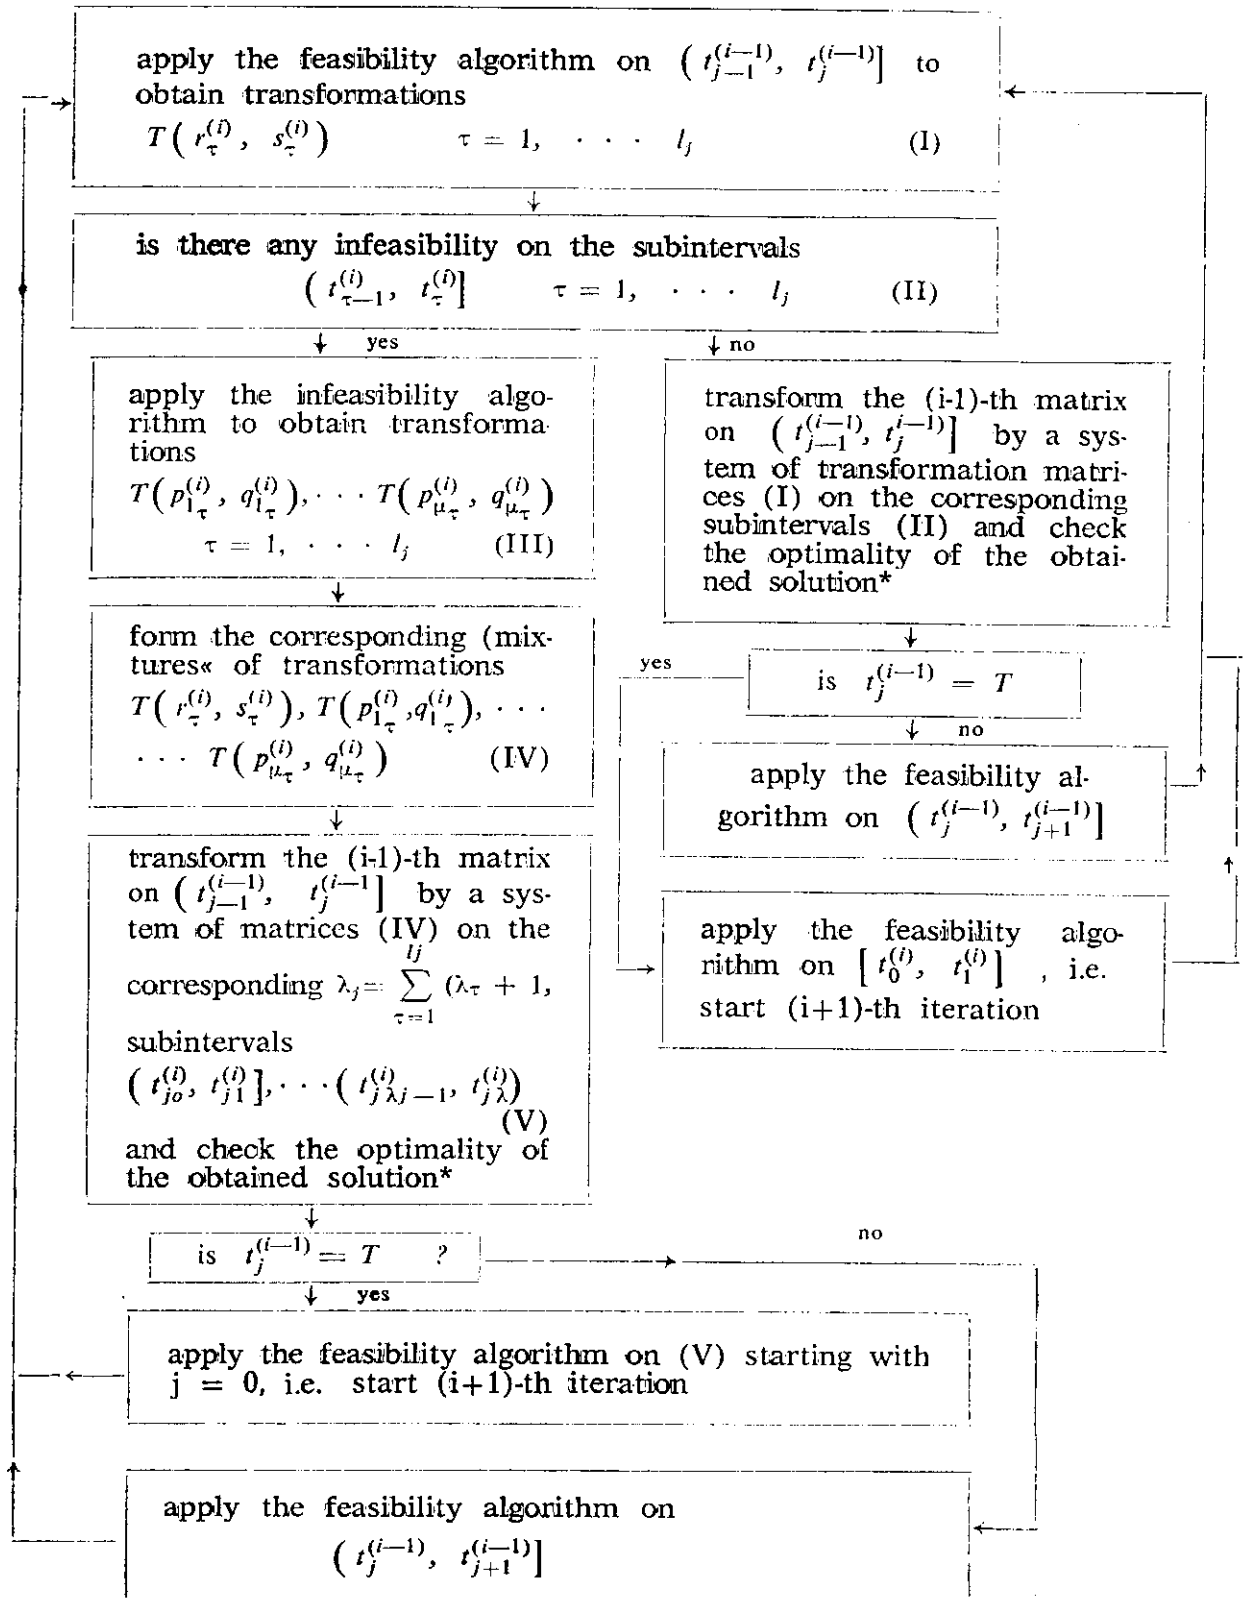 apply the feasibility algorithm on ( t_{j-1}^{(i-1)}, t_j^{(i-1)} ] to
obtain transformations
T( r_τ^{(i)}, s_τ^{(i)} ) τ = 1, · · · l_j (I)
is there any infeasibility on the subintervals
( t_{τ-1}^{(i)}, t_τ^{(i)} ] τ = 1, · · · l_j (II)
yes
apply the infeasibility algo-
rithm to obtain transforma
tions
T( p_{1_τ}^{(i)}, q_{1_τ}^{(i)} ), · · · T( p_{μ_τ}^{(i)}, q_{μ_τ}^{(i)} )
τ = 1, · · · l_j (III)
form the corresponding (mix-
tures« of transformations
T( r_τ^{(i)}, s_τ^{(i)} ), T( p_{1_τ}^{(i)}, q_{1_τ}^{(i)} ), · · ·
· · · T( p_{μ_τ}^{(i)}, q_{μ_τ}^{(i)} ) (IV)
transform the (i-1)-th matrix
on ( t_{j-1}^{(i-1)}, t_j^{(i-1} ] by a sys-
tem of matrices (IV) on the
corresponding λ_j = \sum_{τ=1}^{lj} (λ_τ + 1,
subintervals
( t_{jo}^{(i)}, t_{j1}^{(i)} ], · · · ( t_{jλj-1}^{(i)}, t_{jλ}^{(i)} )
(V)
and check the optimality of
the obtained solution*
is t_j^{(i-1)} = T ?
no
yes
apply the feasibility algorithm on (V) starting with
j = 0, i.e. start (i+1)-th iteration
apply the feasibility algorithm on
( t_j^{(i-1)}, t_{j+1}^{(i-1)} ]
no
transform the (i-1)-th matrix
on ( t_{j-1}^{(i-1)}, t_j^{i-1)} ] by a sys-
tem of transformation matri-
ces (I) on the corresponding
subintervals (II) and check
the optimality of the obtai-
ned solution*
yes
is t_j^{(i-1)} = T
no
apply the feasibility al-
gorithm on ( t_j^{(i-1)}, t_{j+1}^{(i-1)} ]
apply the feasibility algo-
rithm on [ t_0^{(i)}, t_1^{(i)} ] , i.e.
start (i+1)-th iteration